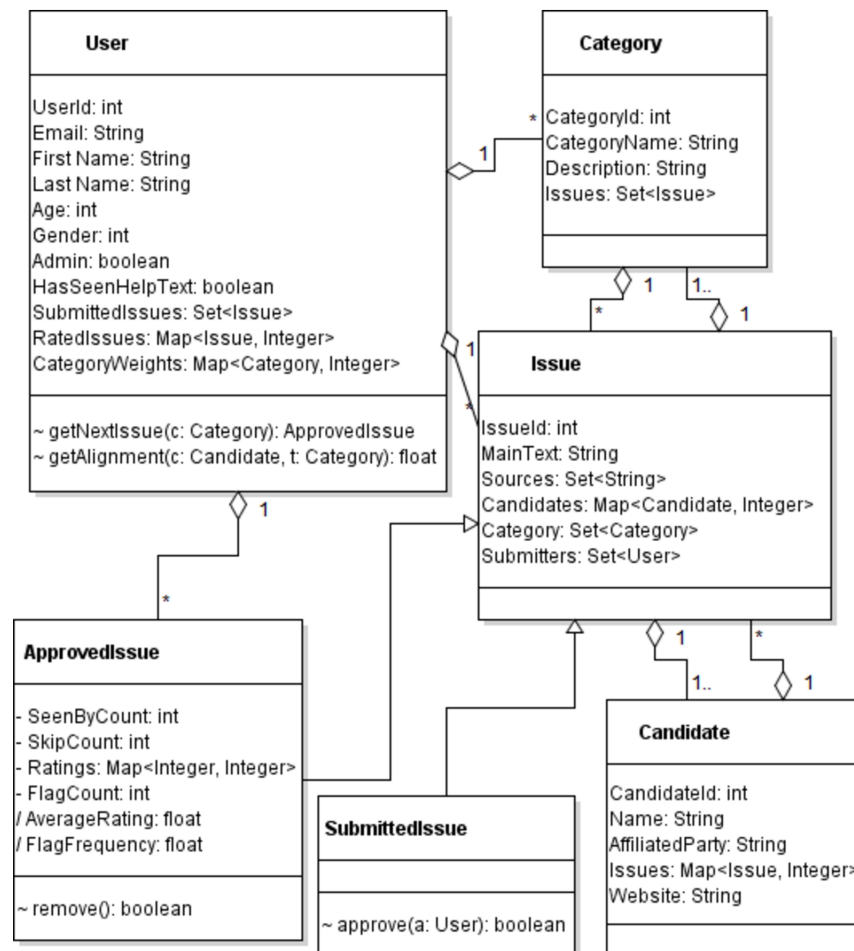 User
UserId: int
Email: String
First Name: String
Last Name: String
Age: int
Gender: int
Admin: boolean
HasSeenHelpText: boolean
SubmittedIssues: Set<Issue>
RatedIssues: Map<Issue, Integer>
CategoryWeights: Map<Category, Integer>
~ getNextIssue(c: Category): ApprovedIssue
~ getAlignment(c: Candidate, t: Category): float
1
*
Category
CategoryId: int
CategoryName: String
Description: String
Issues: Set<Issue>
1
*
1..
1
1
*
Issue
IssueId: int
MainText: String
Sources: Set<String>
Candidates: Map<Candidate, Integer>
Category: Set<Category>
Submitters: Set<User>
1
*
ApprovedIssue
- SeenByCount: int
- SkipCount: int
- Ratings: Map<Integer, Integer>
- FlagCount: int
/ AverageRating: float
/ FlagFrequency: float
~ remove(): boolean
SubmittedIssue
~ approve(a: User): boolean
1
1..
*
1
Candidate
CandidateId: int
Name: String
AffiliatedParty: String
Issues: Map<Issue, Integer>
Website: String